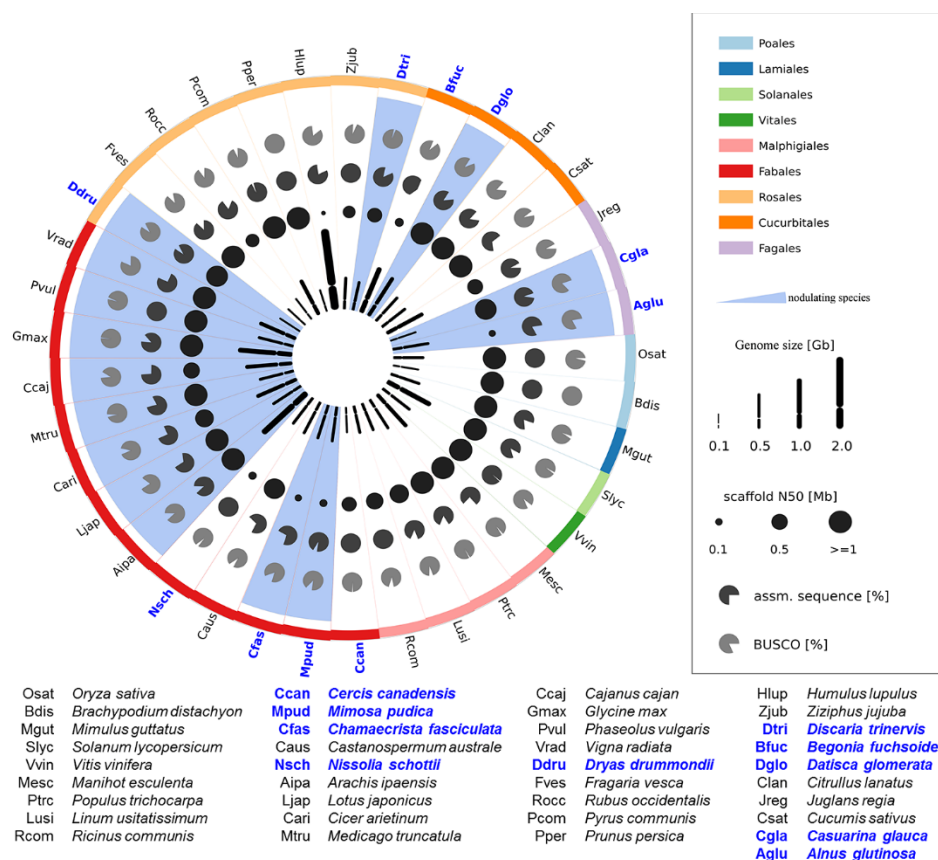 Poales
Lamiales
Solanales
Vitales
Malphigiales
Fabales
Rosales
Cucurbitales
Fagales
nodulating species
Genome size [Gb]
0.1 0.5 1.0 2.0
scaffold N50 [Mb]
0.1 0.5 >=1
assm. sequence [%]
BUSCO [%]
Zjub
Dtri
Bfuc
Dglo
Clan
Csat
Jreg
Cgla
Aglu
Osat
Bdis
Mgut
Slyc
Vvin
Mesc
Ptrc
Lusi
Rcom
Ccan
Mpud
Cfas
Caus
Nsch
Aipa
Ljap
Cari
Mtru
Ccaj
Gmax
Pvul
Vrad
Ddru
Fves
Rocc
Pcom
Pper
Hlup
Osat Oryza sativa
Bdis Brachypodium distachyon
Mgut Mimulus guttatus
Slyc Solanum lycopersicum
Vvin Vitis vinifera
Mesc Manihot esculenta
Ptrc Populus trichocarpa
Lusi Linum usitatissimum
Rcom Ricinus communis
Ccan Cercis canadensis
Mpud Mimosa pudica
Cfas Chamaecrista fasciculata
Caus Castanospermum australe
Nsch Nissolia schottii
Aipa Arachis ipaensis
Ljap Lotus japonicus
Cari Cicer arietinum
Mtru Medicago truncatula
Ccaj Cajanus cajan
Gmax Glycine max
Pvul Phaseolus vulgaris
Vrad Vigna radiata
Ddru Dryas drummondii
Fves Fragaria vesca
Rocc Rubus occidentalis
Pcom Pyrus communis
Pper Prunus persica
Hlup Humulus lupulus
Zjub Ziziphus jujuba
Dtri Discaria trinervis
Bfuc Begonia fuchsoide
Dglo Datisca glomerata
Clan Citrullus lanatus
Jreg Juglans regia
Csat Cucumis sativus
Cgla Casuarina glauca
Aglu Alnus glutinosa